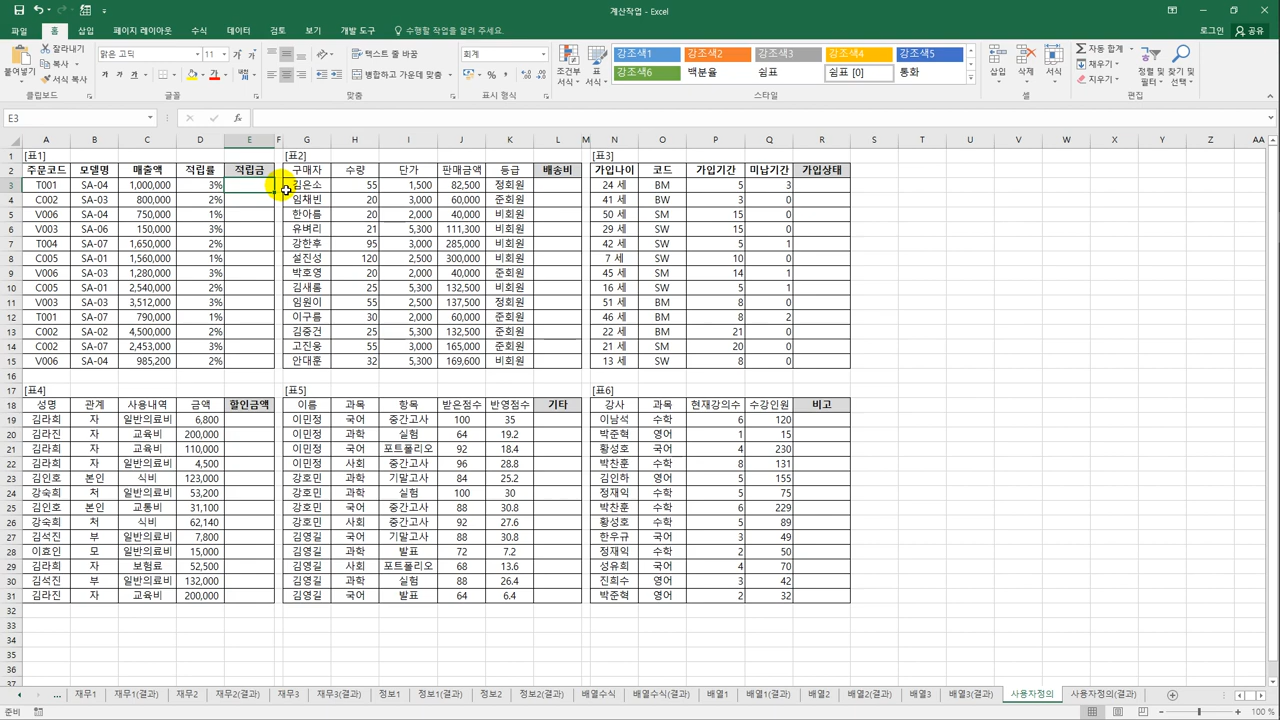 계산작업 - Excel
파일 홈 삽입 페이지 레이아웃 수식 데이터 검토 보기 개발 도구 수행할 작업을 알려 주세요. 로그인 공유
붙여넣기 잘라내기 복사 서식 복사 클립보드
맑은 고딕 11 가 가 가 가 가 글꼴
텍스트 줄 바꿈 병합하고 가운데 맞춤 맞춤
회계 % 표시 형식
조건부 서식 표 서식 강조색1 강조색2 강조색3 강조색4 강조색5
강조색6 백분율 쉼표 쉼표 [0] 통화 스타일
삽입 삭제 서식 셀
자동 합계 채우기 지우기 정렬 및 필터 찾기 및 선택 편집
E3 fx
A B C D E F G H I J K L M N O P Q R S T U V W X Y Z AA
1 [표1] [표2] [표3]
2 주문코드 모델명 매출액 적립률 적립금 구매자 수량 단가 판매금액 등급 배송비 가입나이 코드 가입기간 미납기간 가입상태
3 T001 SA-04 1,000,000 3% 김은소 55 1,500 82,500 정회원 24 세 BM 5 3
4 C002 SA-03 800,000 2% 임채빈 20 3,000 60,000 준회원 41 세 BW 3 0
5 V006 SA-04 750,000 1% 한아름 20 2,000 40,000 비회원 50 세 SM 15 0
6 V003 SA-06 150,000 3% 유벼리 21 5,300 111,300 비회원 29 세 SW 15 0
7 T004 SA-07 1,650,000 2% 강한후 95 3,000 285,000 비회원 42 세 SW 5 1
8 C005 SA-01 1,560,000 1% 설진성 120 2,500 300,000 비회원 7 세 SW 10 0
9 V006 SA-03 1,280,000 3% 박호영 20 2,000 40,000 준회원 45 세 SM 14 1
10 C005 SA-01 2,540,000 2% 김새롬 25 5,300 132,500 비회원 16 세 SW 5 1
11 V003 SA-03 3,512,000 3% 임원이 55 2,500 137,500 정회원 51 세 BM 8 0
12 T001 SA-07 790,000 1% 이구름 30 2,000 60,000 준회원 46 세 BM 8 2
13 C002 SA-02 4,500,000 2% 김중건 25 5,300 132,500 준회원 22 세 BM 21 0
14 C002 SA-07 2,453,000 3% 고진웅 55 3,000 165,000 준회원 21 세 SM 20 0
15 V006 SA-04 985,200 2% 안대훈 32 5,300 169,600 비회원 13 세 SW 8 0
16
17 [표4] [표5] [표6]
18 성명 관계 사용내역 금액 할인금액 이름 과목 항목 받은점수 반영점수 기타 강사 과목 현재강의수 수강인원 비고
19 김라희 자 일반의료비 6,800 이민정 국어 중간고사 100 35 이남석 수학 6 120
20 김라진 자 교육비 200,000 이민정 과학 실험 64 19.2 박준혁 영어 1 15
21 김라희 자 교육비 110,000 이민정 국어 포트폴리오 92 18.4 황성호 국어 4 230
22 김라희 자 일반의료비 4,500 이민정 사회 중간고사 96 28.8 박찬훈 수학 8 131
23 김인호 본인 식비 123,000 강호민 과학 기말고사 84 25.2 김인하 영어 5 155
24 강숙희 처 일반의료비 53,200 강호민 과학 실험 100 30 정재익 수학 5 75
25 김인호 본인 교통비 31,100 강호민 국어 중간고사 88 30.8 박찬훈 수학 6 229
26 강숙희 처 식비 62,140 강호민 사회 중간고사 92 27.6 황성호 국어 5 89
27 김석진 부 일반의료비 7,800 김영길 국어 기말고사 88 30.8 한우규 국어 3 49
28 이효인 모 일반의료비 15,000 김영길 과학 발표 72 7.2 정재익 수학 2 50
29 김라희 자 보험료 52,500 김영길 사회 포트폴리오 68 13.6 성유희 국어 4 70
30 김석진 부 일반의료비 132,000 김영길 과학 실험 88 26.4 진희수 영어 3 42
31 김라진 자 교육비 200,000 김영길 국어 발표 64 6.4 박준혁 영어 2 32
32
33
34
35
36
37
... 재무1 재무1(결과) 재무2 재무2(결과) 재무3 재무3(결과) 정보1 정보1(결과) 정보2 정보2(결과) 배열수식 배열수식(결과) 배열1 배열1(결과) 배열2 배열2(결과) 배열3 배열3(결과) 사용자정의 사용자정의(결과)
준비 100 %